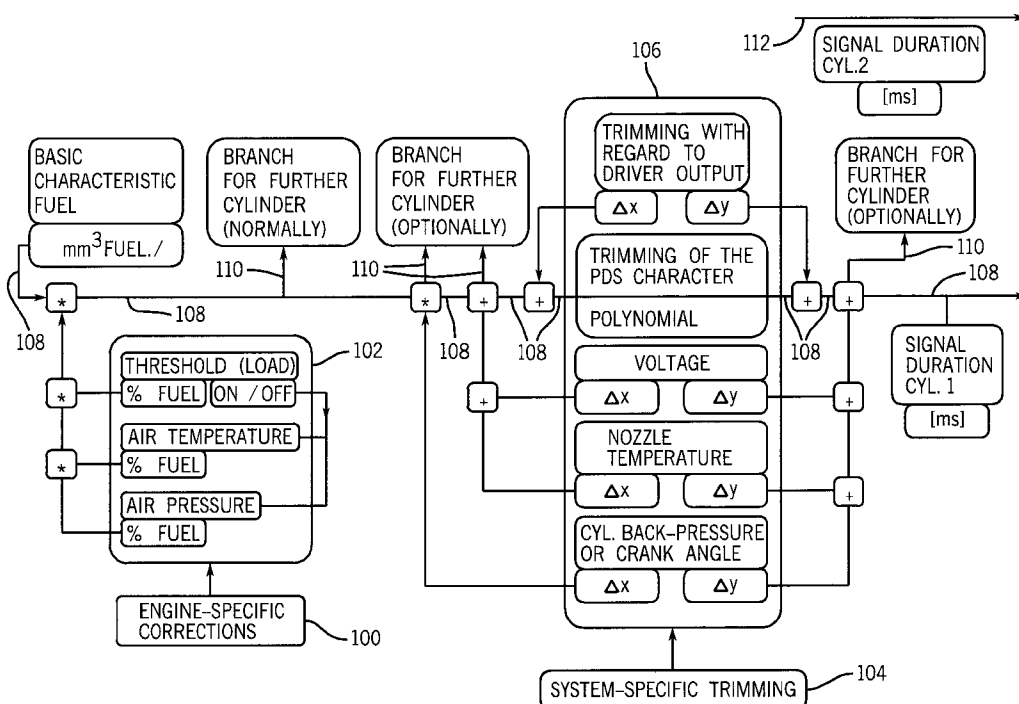 112
SIGNAL DURATION
CYL.2
[ms]
106
BASIC
CHARACTERISTIC
FUEL
mm³ FUEL./
BRANCH
FOR FURTHER
CYLINDER
(NORMALLY)
BRANCH
FOR FURTHER
CYLINDER
(OPTIONALLY)
TRIMMING WITH
REGARD TO
DRIVER OUTPUT
Δx Δy
BRANCH FOR
FURTHER
CYLINDER
(OPTIONALLY)
110
110
110
TRIMMING OF THE
PDS CHARACTER
POLYNOMIAL
* * + + + +
108
108
108
108
108
108
SIGNAL
DURATION
CYL. 1
[ms]
102
THRESHOLD (LOAD)
* % FUEL ON / OFF
AIR TEMPERATURE
* % FUEL
AIR PRESSURE
% FUEL
VOLTAGE
+ Δx Δy +
NOZZLE
TEMPERATURE
Δx Δy +
CYL. BACK-PRESSURE
OR CRANK ANGLE
Δx Δy
ENGINE-SPECIFIC
CORRECTIONS
100
SYSTEM-SPECIFIC TRIMMING
104